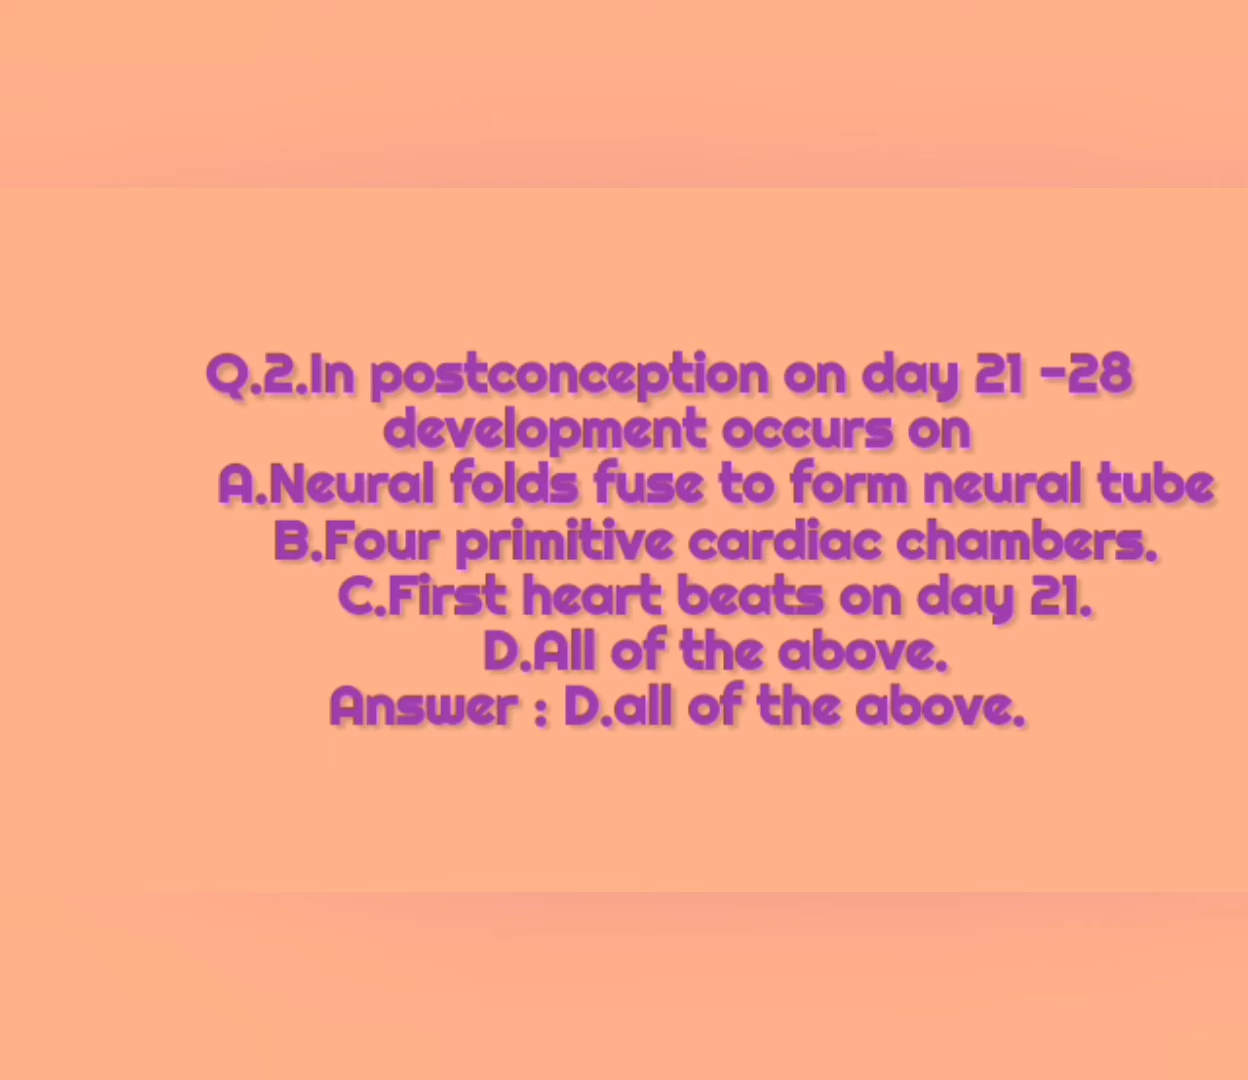 Q.2.In postconception on day 21 -28
development occurs on
A.Neural folds fuse to form neural tube
B.Four primitive cardiac chambers.
C.First heart beats on day 21.
D.All of the above.
Answer : D.all of the above.